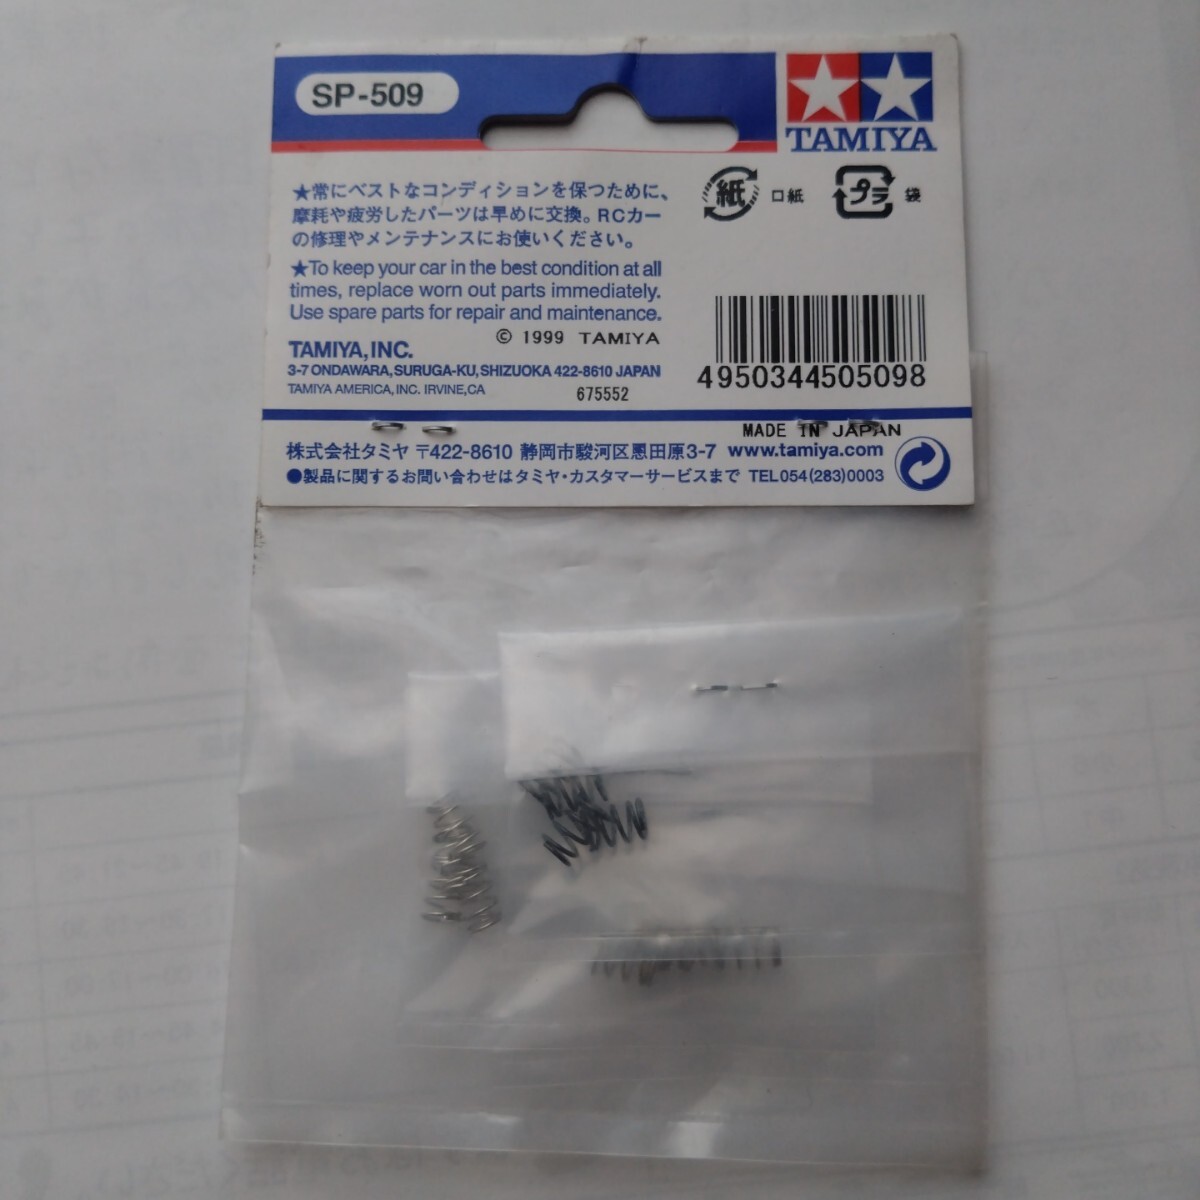 SP-509
TAMIYA
★常にベストなコンディションを保つために、
摩耗や疲労したパーツは早めに交換。RCカー
の修理やメンテナンスにお使いください。
紙 口紙
プラ 袋
★To keep your car in the best condition at all
times, replace worn out parts immediately.
Use spare parts for repair and maintenance.
© 1999 TAMIYA
TAMIYA, INC.
3-7 ONDAWARA, SURUGA-KU, SHIZUOKA 422-8610 JAPAN
TAMIYA AMERICA, INC. IRVINE, CA
675552
4950344505098
MADE IN JAPAN
株式会社タミヤ 〒422-8610 静岡市駿河区恩田原3-7 www.tamiya.com
●製品に関するお問い合わせはタミヤ・カスタマーサービスまで TEL054(283)0003